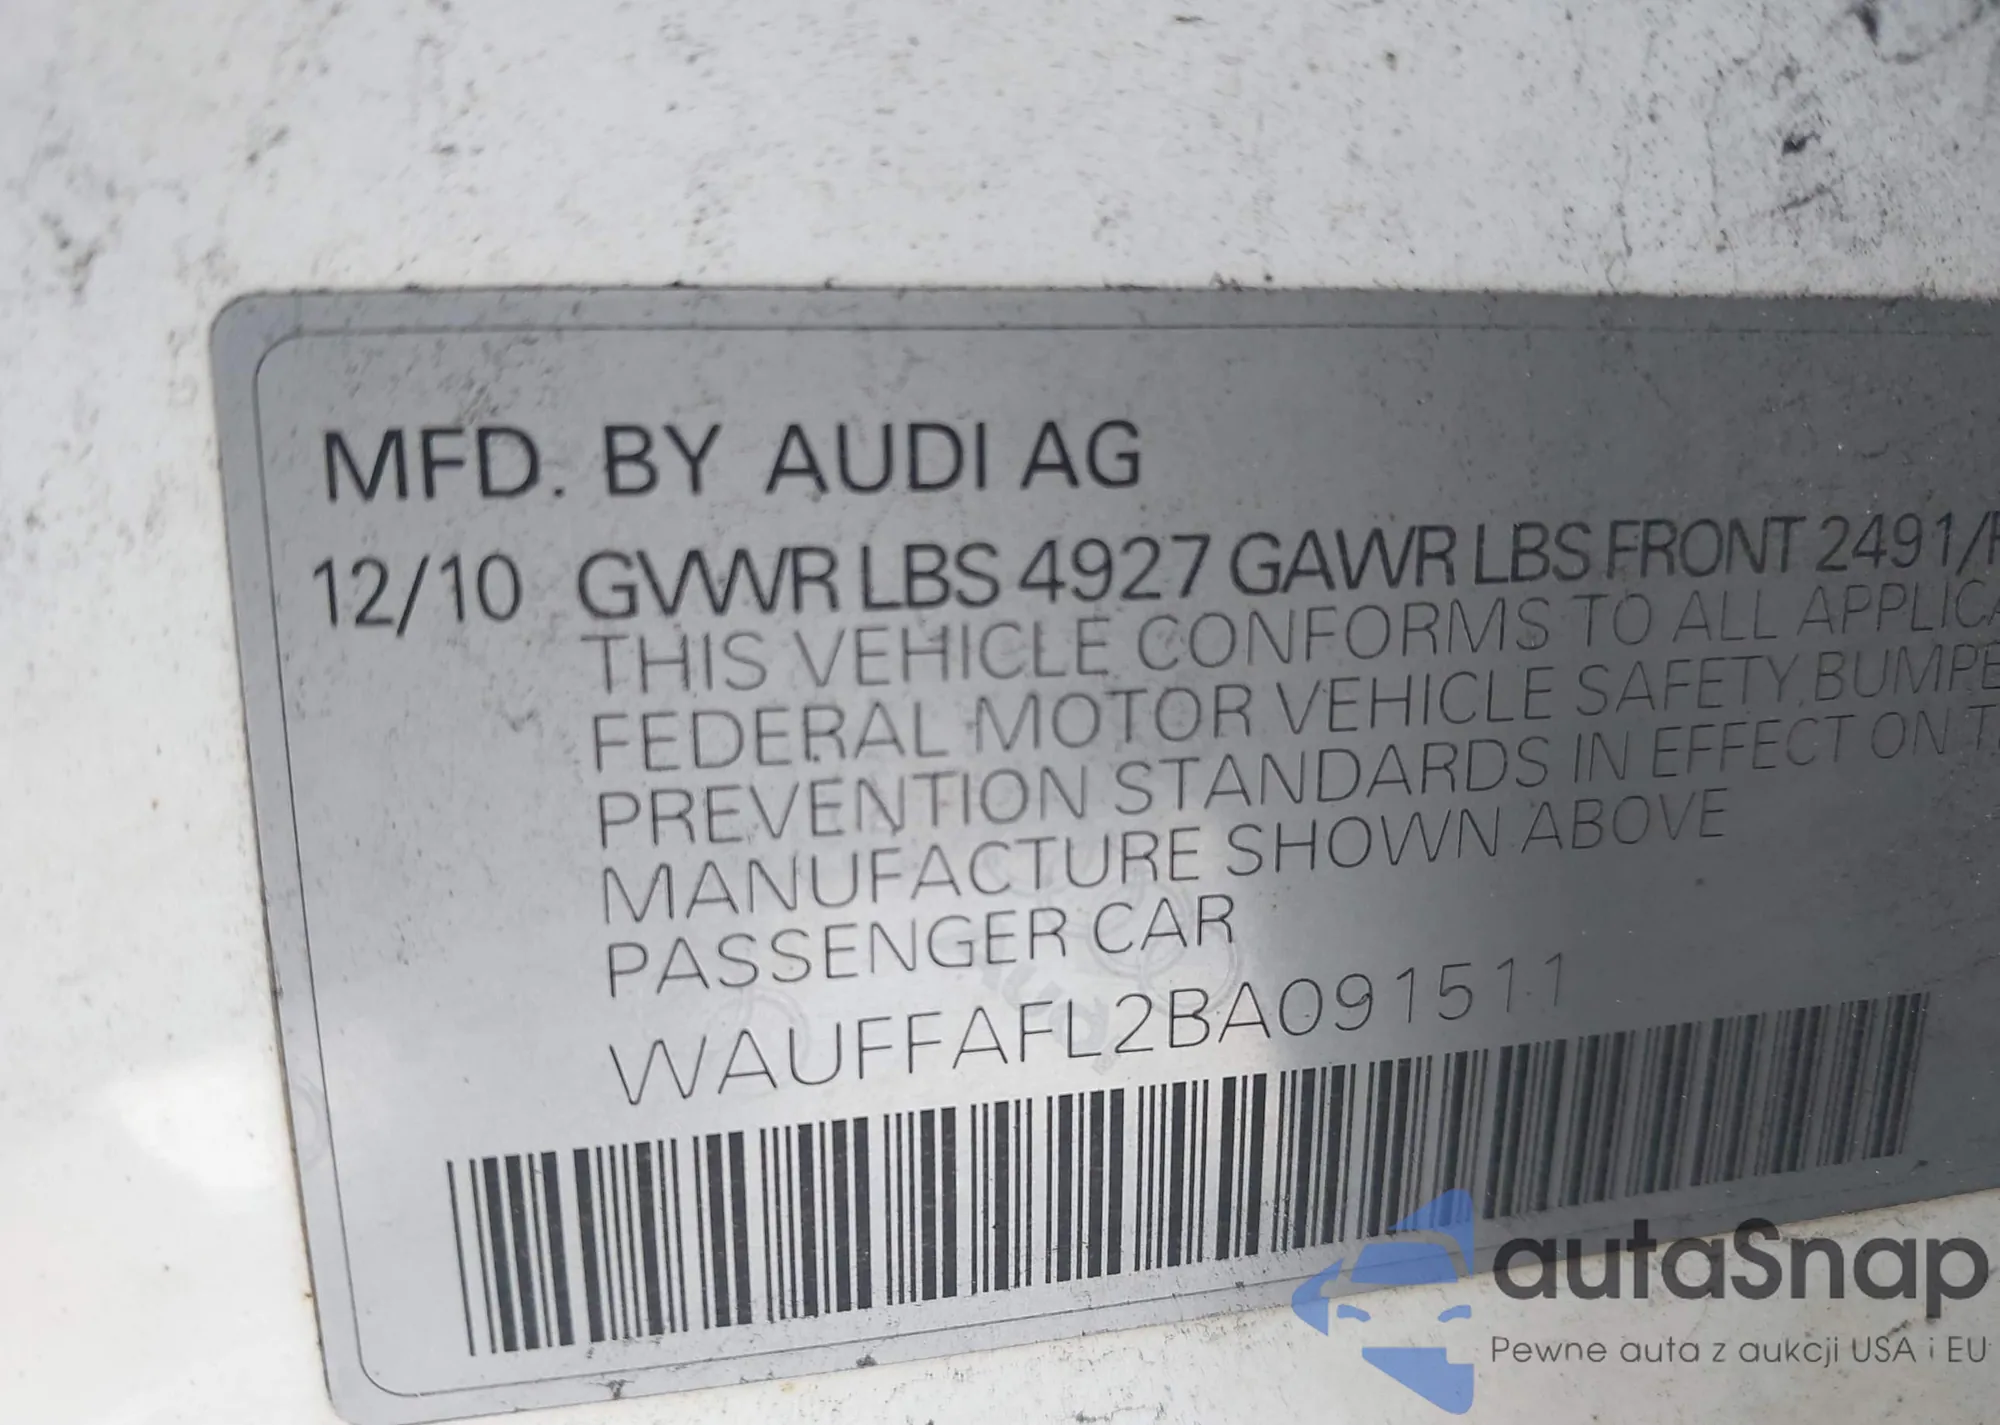 MFD. BY AUDI AG
12/10 GVWR LBS 4927 GAWR LBS FRONT 2491/
THIS VEHICLE CONFORMS TO ALL
FEDERAL MOTOR VEHICLE SAFETY, 
PREVENTION STANDARDS IN EFFECT ON
MANUFACTURE SHOWN ABOVE
PASSENGER CAR
WAUFFAFL2BA091511
autaSnap
Pewne auta z aukcji USA i EU